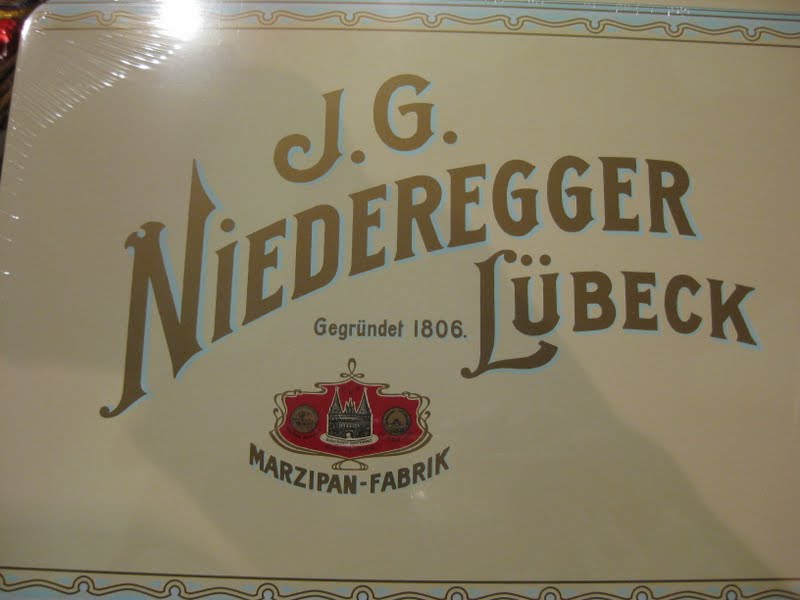 J. G.
NIEDEREGGER
LÜBECK
Gegründet 1806.
MARZIPAN-FABRIK